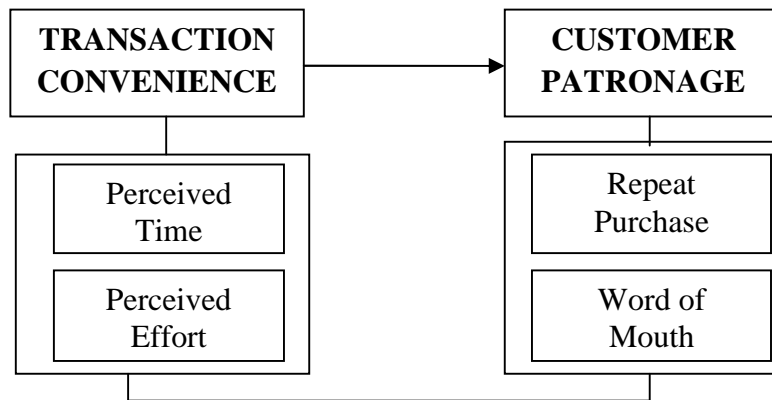 TRANSACTION
CONVENIENCE
CUSTOMER
PATRONAGE
Perceived
Time
Perceived
Effort
Repeat
Purchase
Word of
Mouth